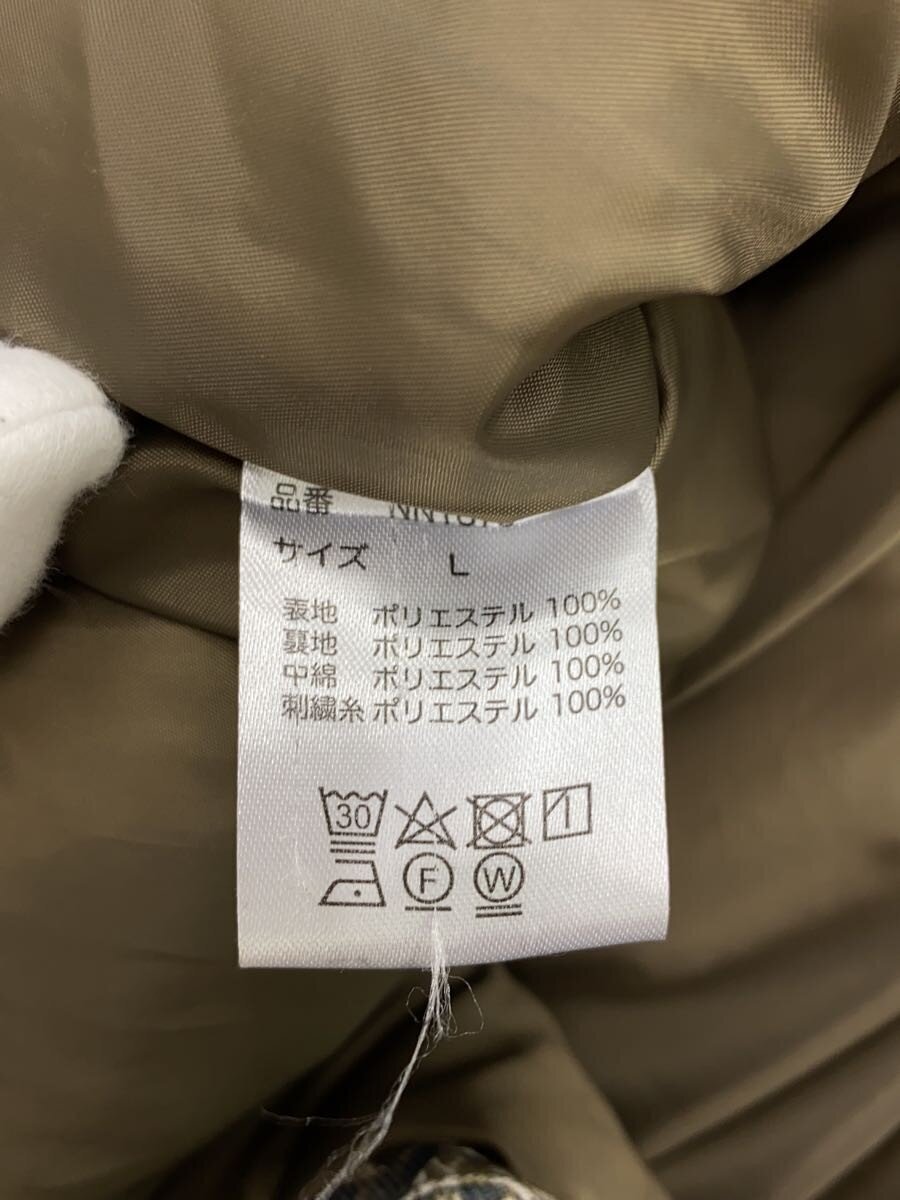 品番
サイズ L
表地 ポリエステル 100%
裏地 ポリエステル 100%
中綿 ポリエステル 100%
刺繍糸 ポリエステル 100%
30
F W